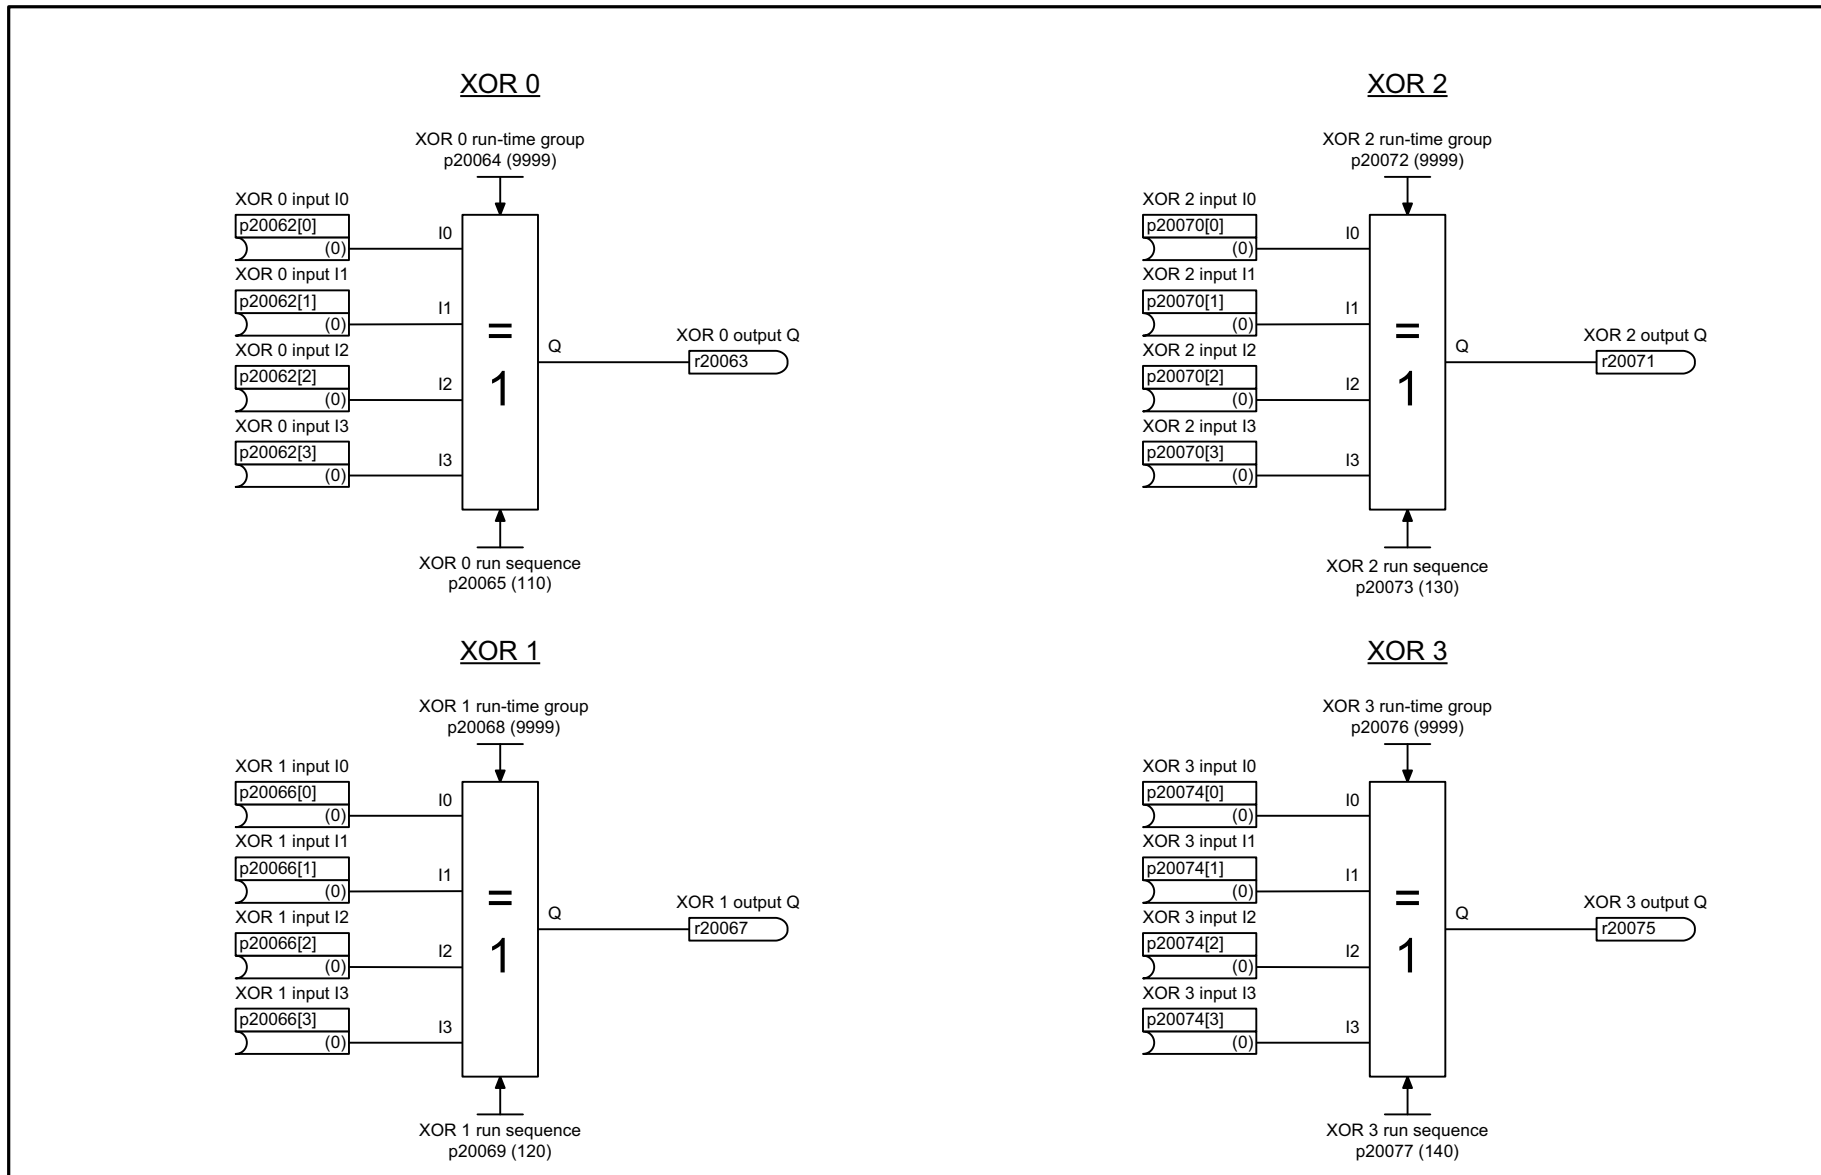 XOR 0
XOR 0 run-time group
p20064 (9999)
XOR 0 input I0
p20062[0]
(0)
I0
XOR 0 input I1
p20062[1]
(0)
I1
XOR 0 input I2
p20062[2]
(0)
I2
XOR 0 input I3
p20062[3]
(0)
I3
=
1
Q
XOR 0 output Q
r20063
XOR 0 run sequence
p20065 (110)
XOR 2
XOR 2 run-time group
p20072 (9999)
XOR 2 input I0
p20070[0]
(0)
I0
XOR 2 input I1
p20070[1]
(0)
I1
XOR 2 input I2
p20070[2]
(0)
I2
XOR 2 input I3
p20070[3]
(0)
I3
=
1
Q
XOR 2 output Q
r20071
XOR 2 run sequence
p20073 (130)
XOR 1
XOR 1 run-time group
p20068 (9999)
XOR 1 input I0
p20066[0]
(0)
I0
XOR 1 input I1
p20066[1]
(0)
I1
XOR 1 input I2
p20066[2]
(0)
I2
XOR 1 input I3
p20066[3]
(0)
I3
=
1
Q
XOR 1 output Q
r20067
XOR 1 run sequence
p20069 (120)
XOR 3
XOR 3 run-time group
p20076 (9999)
XOR 3 input I0
p20074[0]
(0)
I0
XOR 3 input I1
p20074[1]
(0)
I1
XOR 3 input I2
p20074[2]
(0)
I2
XOR 3 input I3
p20074[3]
(0)
I3
=
1
Q
XOR 3 output Q
r20075
XOR 3 run sequence
p20077 (140)